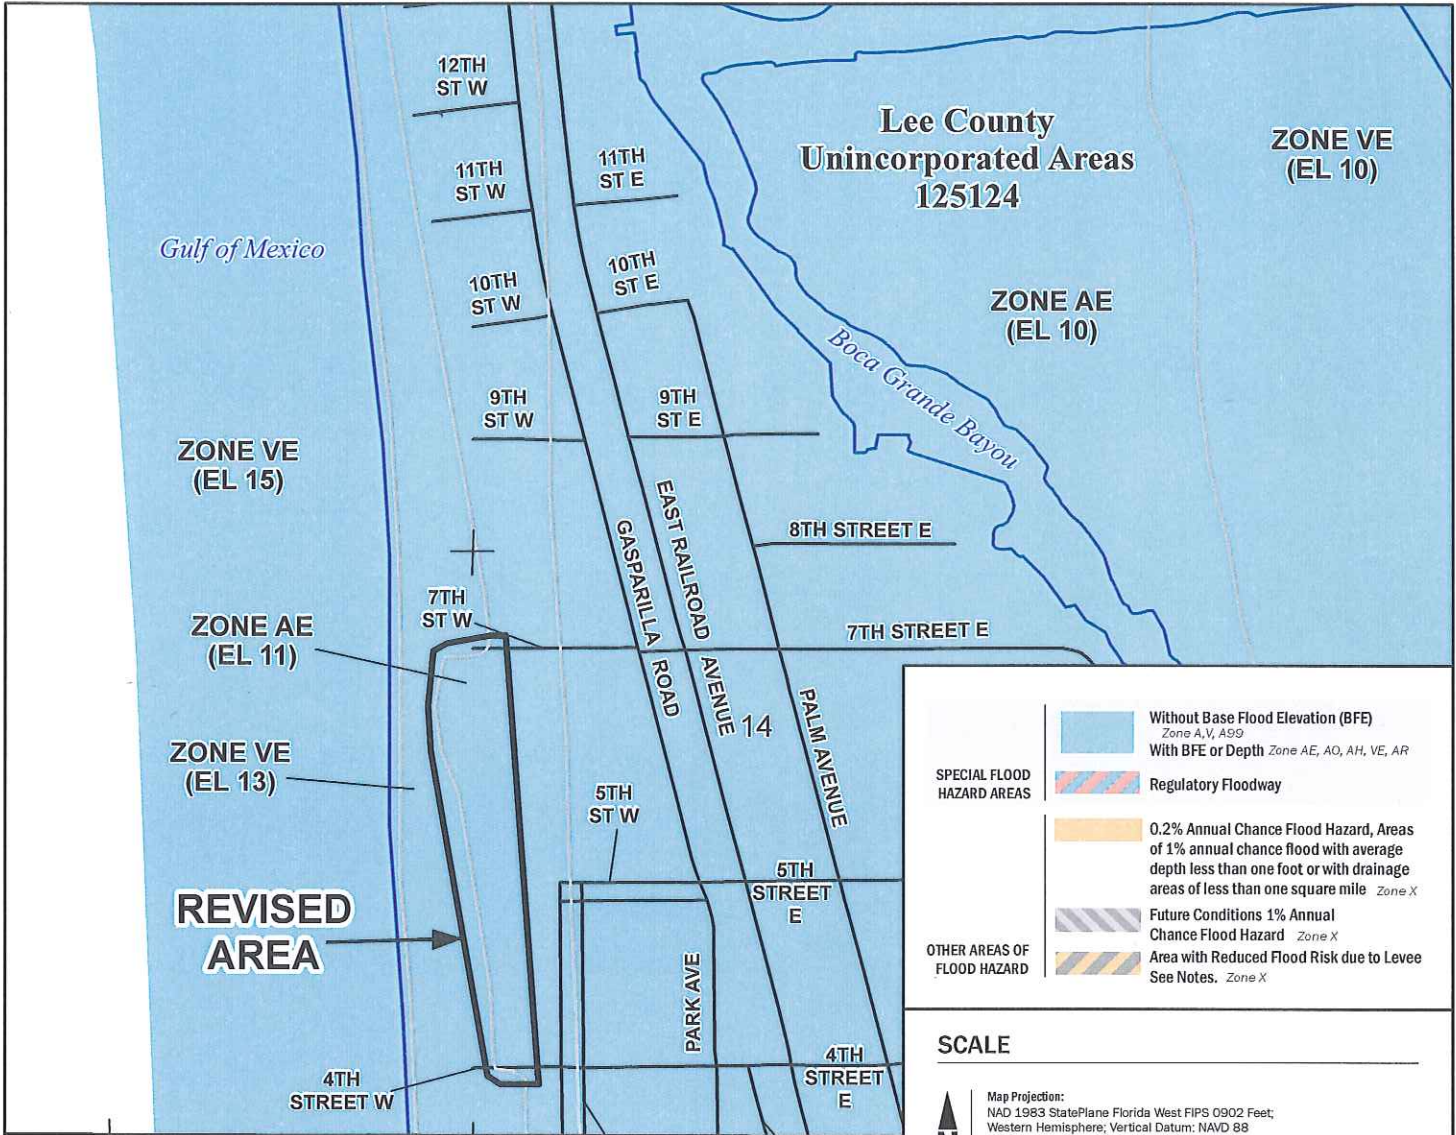 12TH
ST W
Lee County
Unincorporated Areas
125124
ZONE VE
(EL 10)
11TH
ST W
11TH
ST E
Gulf of Mexico
10TH
ST W
10TH
ST E
ZONE AE
(EL 10)
Boca Grande Bayou
9TH
ST W
9TH
ST E
ZONE VE
(EL 15)
GASPARILLA ROAD
EAST RAILROAD AVENUE
8TH STREET E
7TH
ST W
7TH STREET E
ZONE AE
(EL 11)
14
PALM AVENUE
ZONE VE
(EL 13)
5TH
ST W
5TH
STREET
E
REVISED
AREA
PARK AVE
4TH
STREET W
4TH
STREET
E
SPECIAL FLOOD
HAZARD AREAS
Without Base Flood Elevation (BFE)
Zone A,V, A99
With BFE or Depth Zone AE, AO, AH, VE, AR
Regulatory Floodway
OTHER AREAS OF
FLOOD HAZARD
0.2% Annual Chance Flood Hazard, Areas
of 1% annual chance flood with average
depth less than one foot or with drainage
areas of less than one square mile Zone X
Future Conditions 1% Annual
Chance Flood Hazard Zone X
Area with Reduced Flood Risk due to Levee
See Notes. Zone X
SCALE
Map Projection:
NAD 1983 StatePlane Florida West FIPS 0902 Feet;
Western Hemisphere; Vertical Datum: NAVD 88